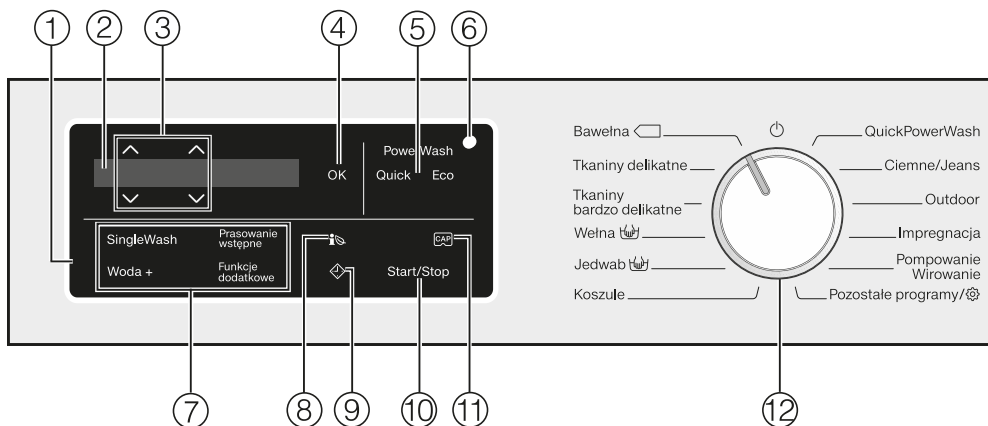 ① ② ③ ④ ⑤ ⑥
PowerWash
OK Quick Eco
SingleWash
Prasowanie
wstępne
Woda +
Funkcje
dodatkowe
CAP
Start/Stop
⑦ ⑧ ⑨ ⑩ ⑪ ⑫
Bawełna
Tkaniny delikatne
Tkaniny
bardzo delikatne
Wełna
Jedwab
Koszule
QuickPowerWash
Ciemne/Jeans
Outdoor
Impregnacja
Pompowanie
Wirowanie
Pozostałe programy/